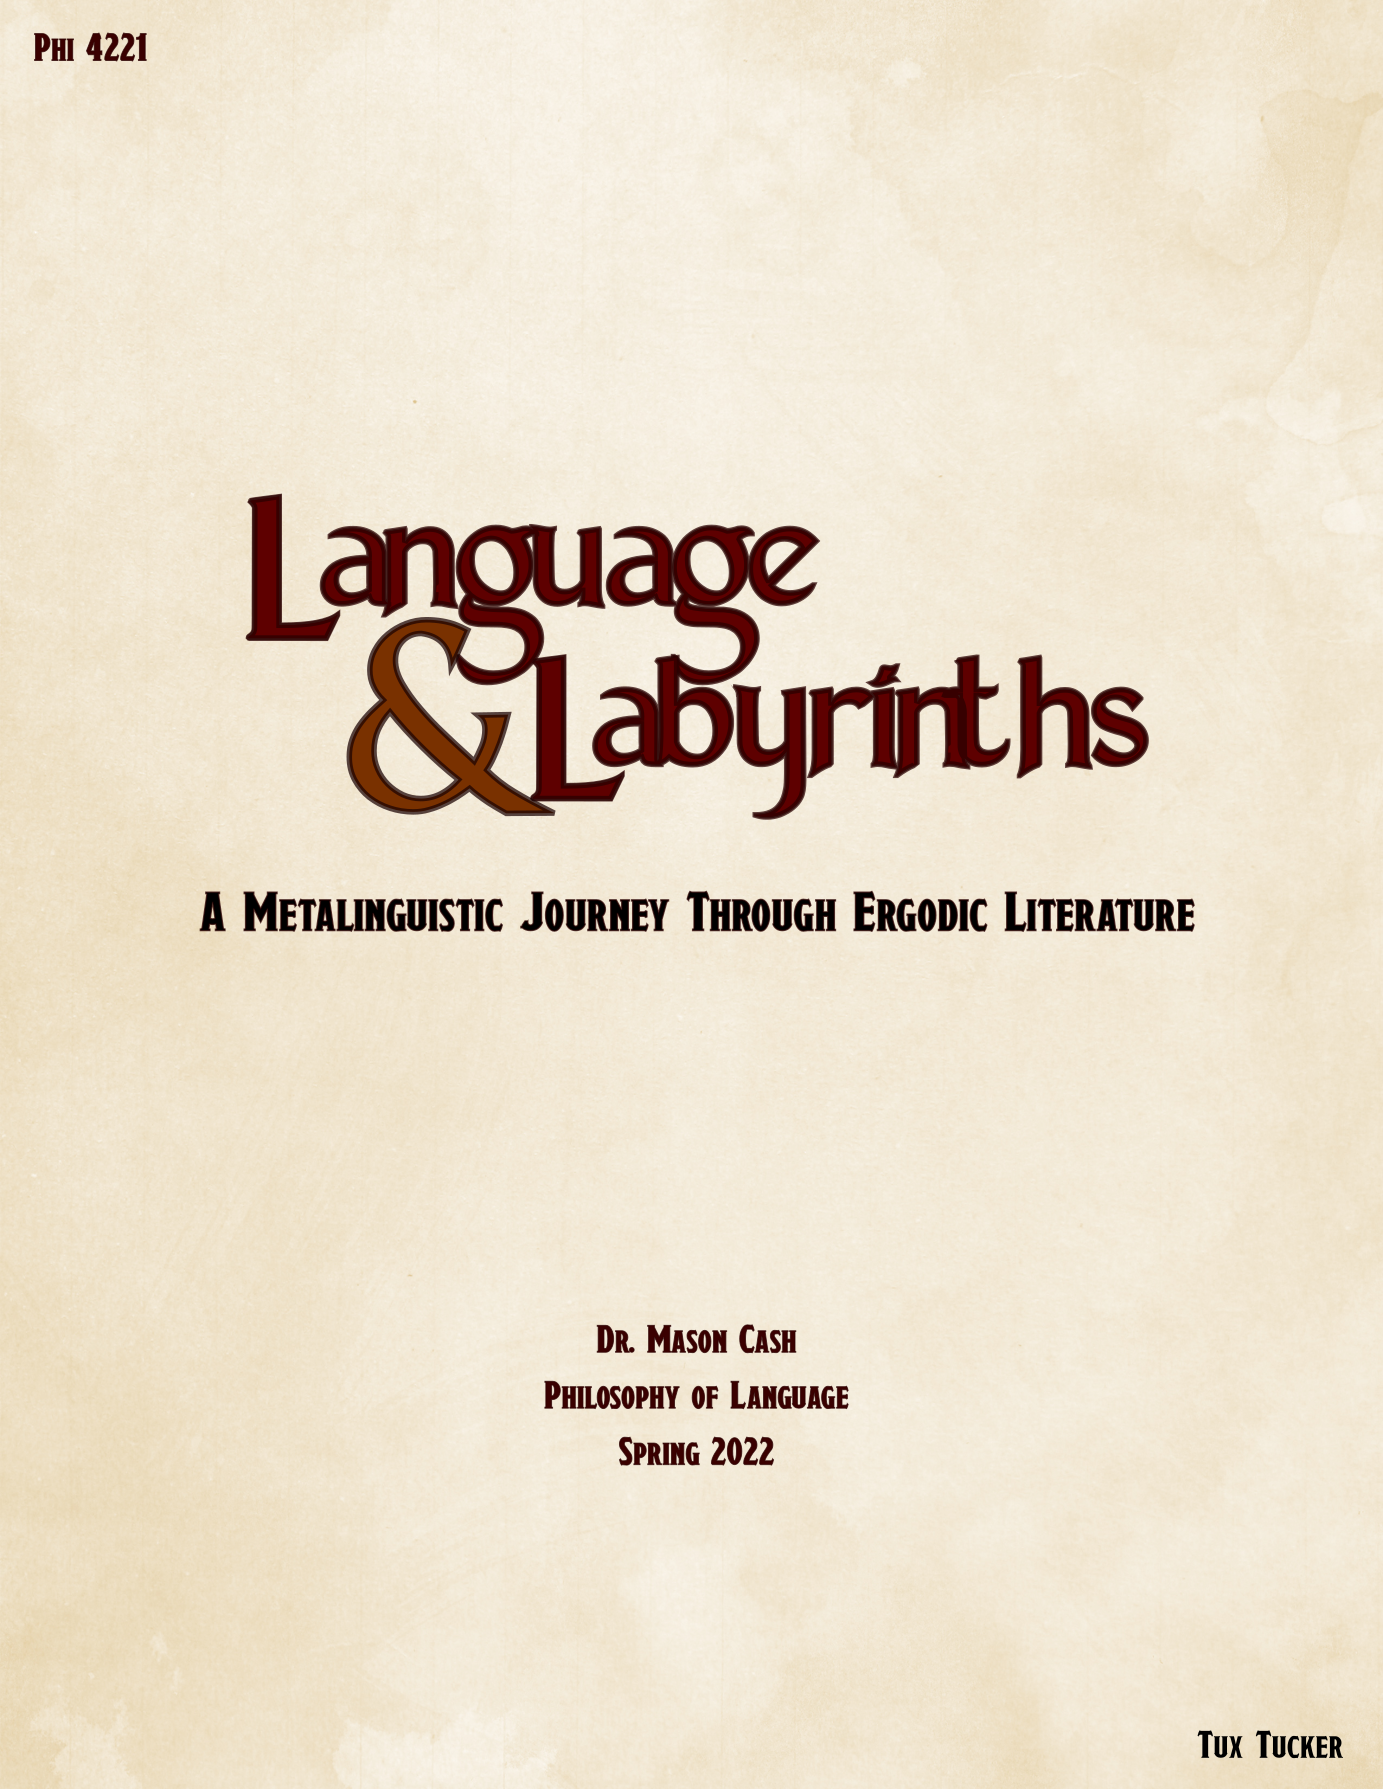 Phi 4221
Language
& Labyrinths
A Metalinguistic Journey Through Ergodic Literature
Dr. Mason Cash
Philosophy of Language
Spring 2022
Tux Tucker